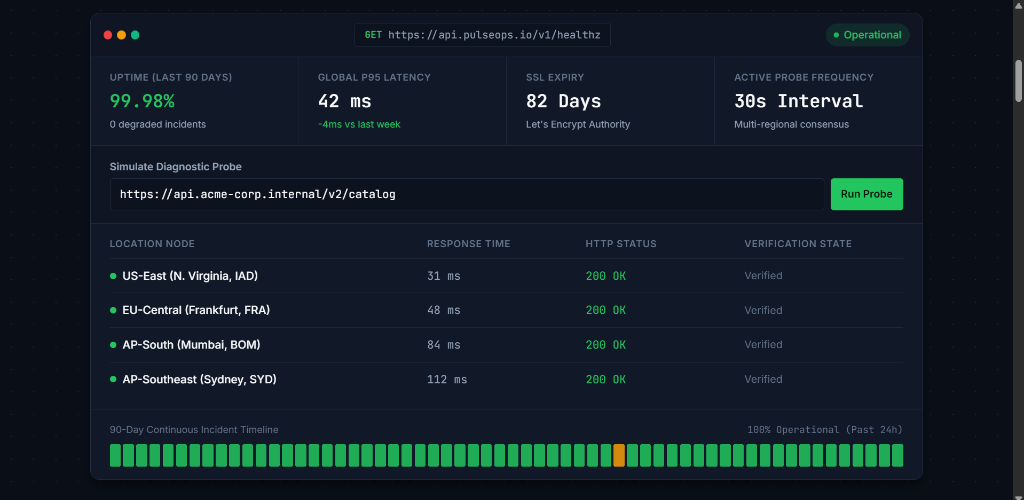 GET https://api.pulseops.io/v1/healthz
Operational
UPTIME (LAST 90 DAYS)
99.98%
0 degraded incidents
GLOBAL P95 LATENCY
42 ms
-4ms vs last week
SSL EXPIRY
82 Days
Let's Encrypt Authority
ACTIVE PROBE FREQUENCY
30s Interval
Multi-regional consensus
Simulate Diagnostic Probe
https://api.acme-corp.internal/v2/catalog
Run Probe
LOCATION NODE RESPONSE TIME HTTP STATUS VERIFICATION STATE
US-East (N. Virginia, IAD) 31 ms 200 OK Verified
EU-Central (Frankfurt, FRA) 48 ms 200 OK Verified
AP-South (Mumbai, BOM) 84 ms 200 OK Verified
AP-Southeast (Sydney, SYD) 112 ms 200 OK Verified
90-Day Continuous Incident Timeline 100% Operational (Past 24h)